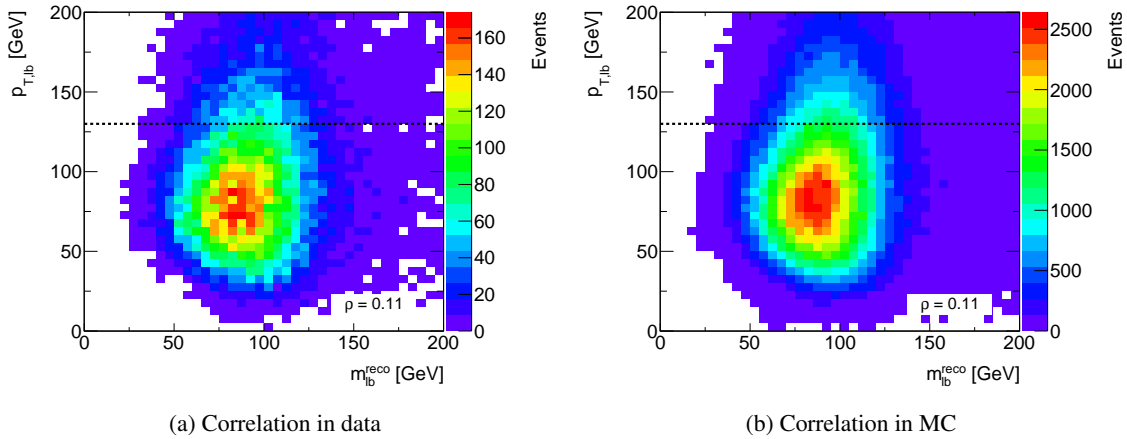 p_T,lb [GeV]
200
150
100
50
0
0 50 100 150 200
m_lb^reco [GeV]
ρ = 0.11
Events
160
140
120
100
80
60
40
20
0
(a) Correlation in data
p_T,lb [GeV]
200
150
100
50
0
0 50 100 150 200
m_lb^reco [GeV]
ρ = 0.11
Events
2500
2000
1500
1000
500
0
(b) Correlation in MC